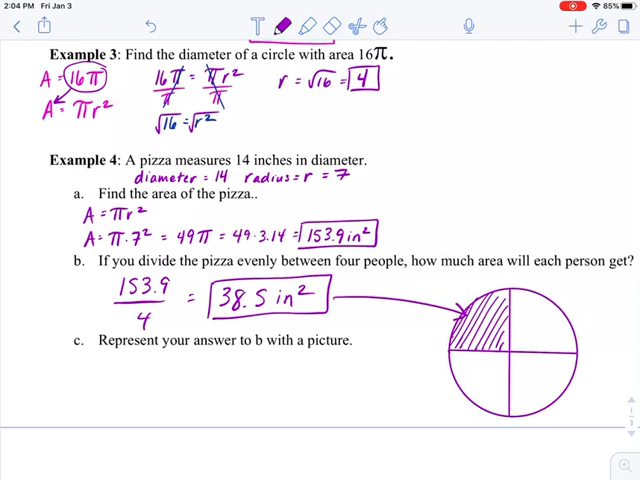 2:04 PM Fri Jan 3
85%
Example 3: Find the diameter of a circle with area 16π.
A = 16π
16π = πr²
π π
r = √16 = 4
A = πr²
√16 = √r²
Example 4: A pizza measures 14 inches in diameter.
diameter = 14 radius = r = 7
a. Find the area of the pizza..
A = πr²
A = π·7² = 49π = 49·3.14 = 153.9 in²
b. If you divide the pizza evenly between four people, how much area will each person get?
153.9
4
= 38.5 in²
c. Represent your answer to b with a picture.